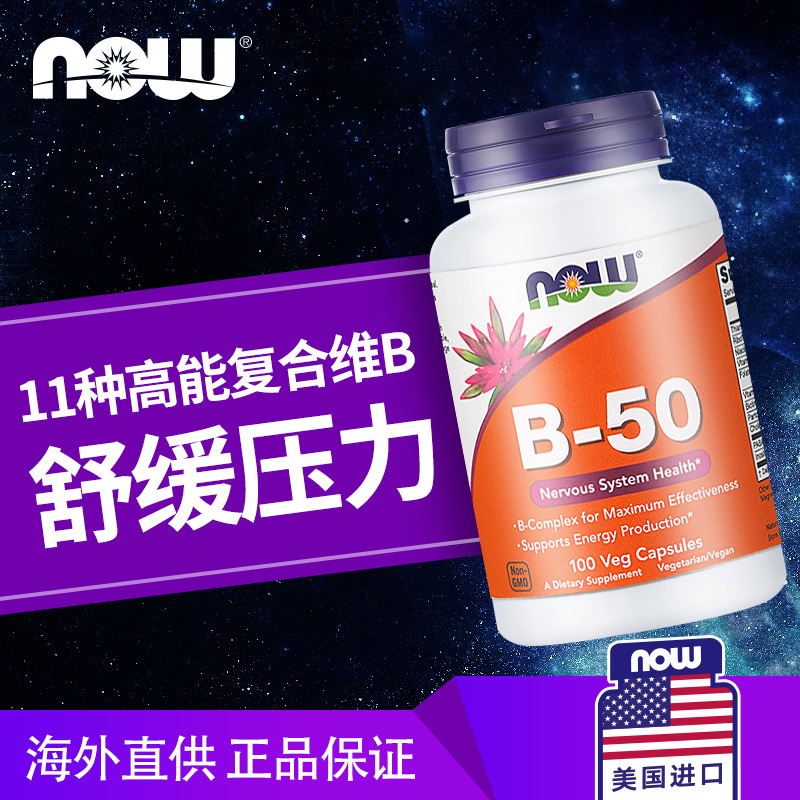 now®
11种高能复合维B
舒缓压力
now®
B-50
Nervous System Health*
•B-Complex for Maximum Effectiveness
•Supports Energy Production*
Non-GMO
100 Veg Capsules
A Dietary Supplement
Vegetarian/Vegan
海外直供 正品保证
now
美国进口